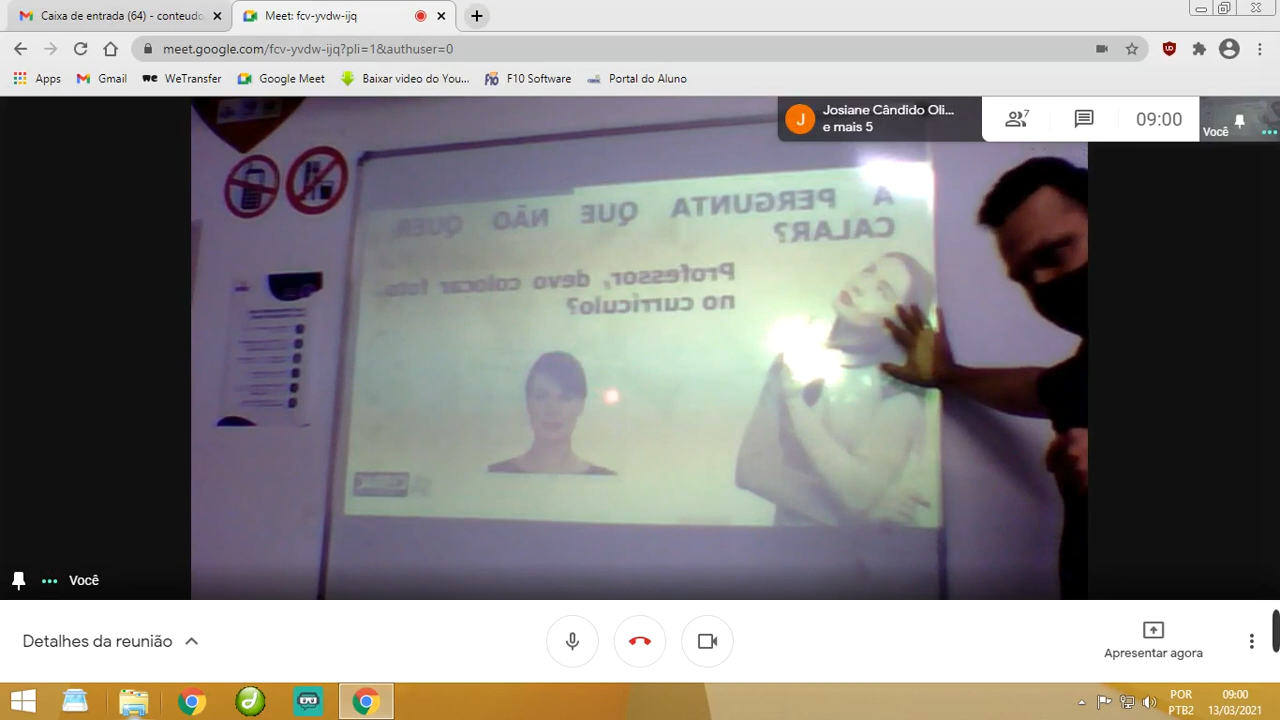 Caixa de entrada (64) - conteudo
Meet: fcv-yvdw-ijq
meet.google.com/fcv-yvdw-ijq?pli=1&authuser=0
Apps
Gmail
WeTransfer
Google Meet
Baixar video do You...
F10 Software
Portal do Aluno
J
Josiane Cândido Oli...
e mais 5
7
09:00
Você
A PERGUNTA QUE NÃO QUER
CALAR?
Professor, devo colocar foto
no currículo?
Você
Detalhes da reunião
Apresentar agora
POR
PTB2
09:00
13/03/2021